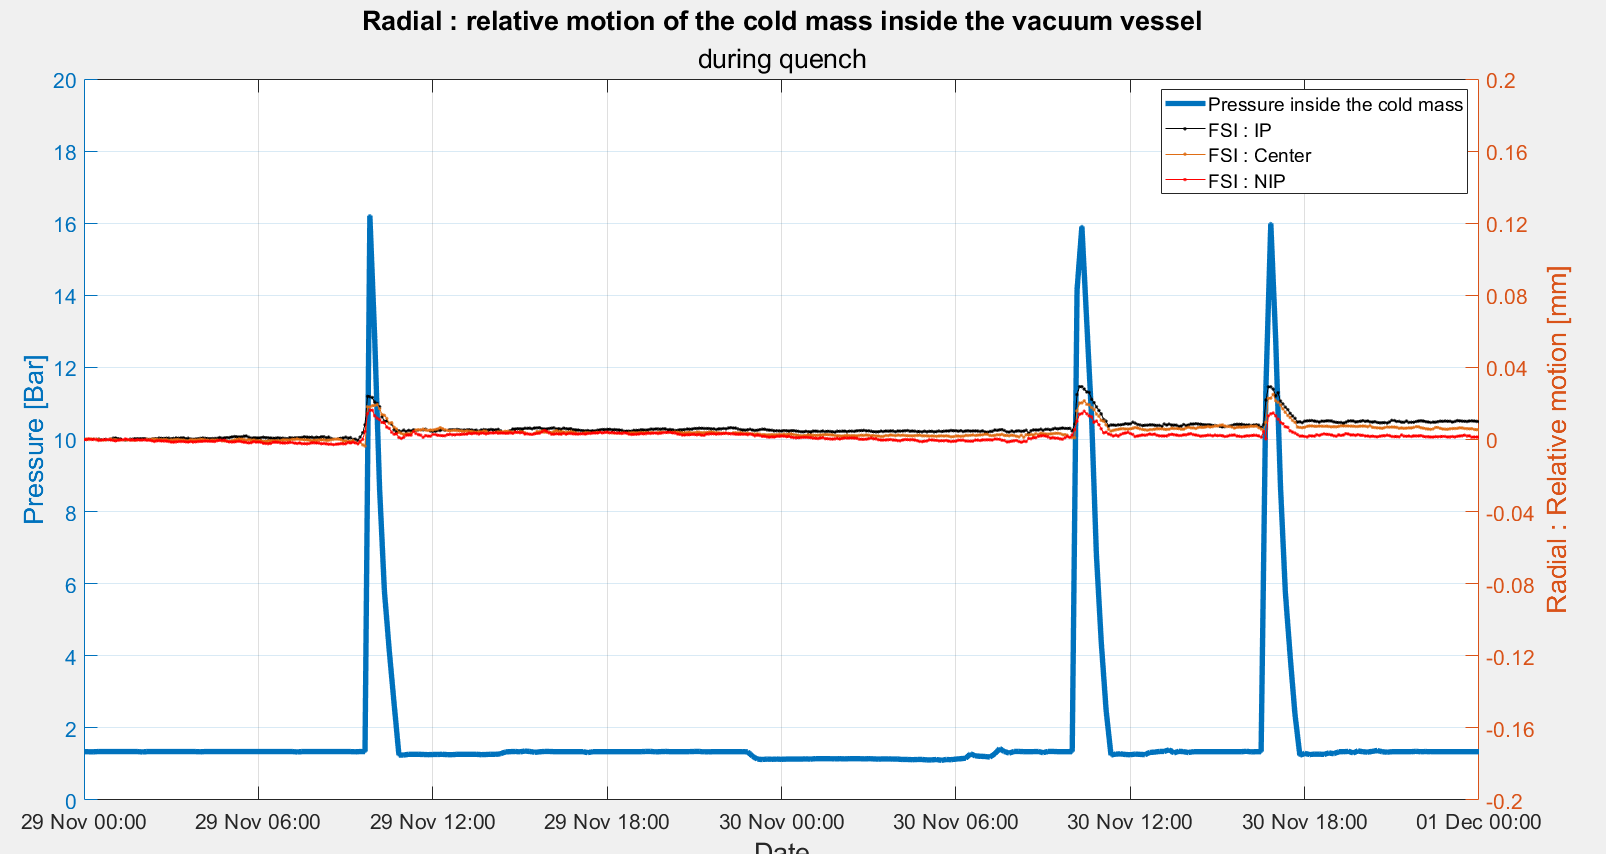 Radial : relative motion of the cold mass inside the vacuum vessel
during quench
Pressure inside the cold mass
FSI : IP
FSI : Center
FSI : NIP
Pressure [Bar]
20
18
16
14
12
10
8
6
4
2
0
0.2
0.16
0.12
0.08
0.04
0
-0.04
-0.08
-0.12
-0.16
-0.2
Radial : Relative motion [mm]
29 Nov 00:00 29 Nov 06:00 29 Nov 12:00 29 Nov 18:00 30 Nov 00:00 30 Nov 06:00 30 Nov 12:00 30 Nov 18:00 01 Dec 00:00
Date